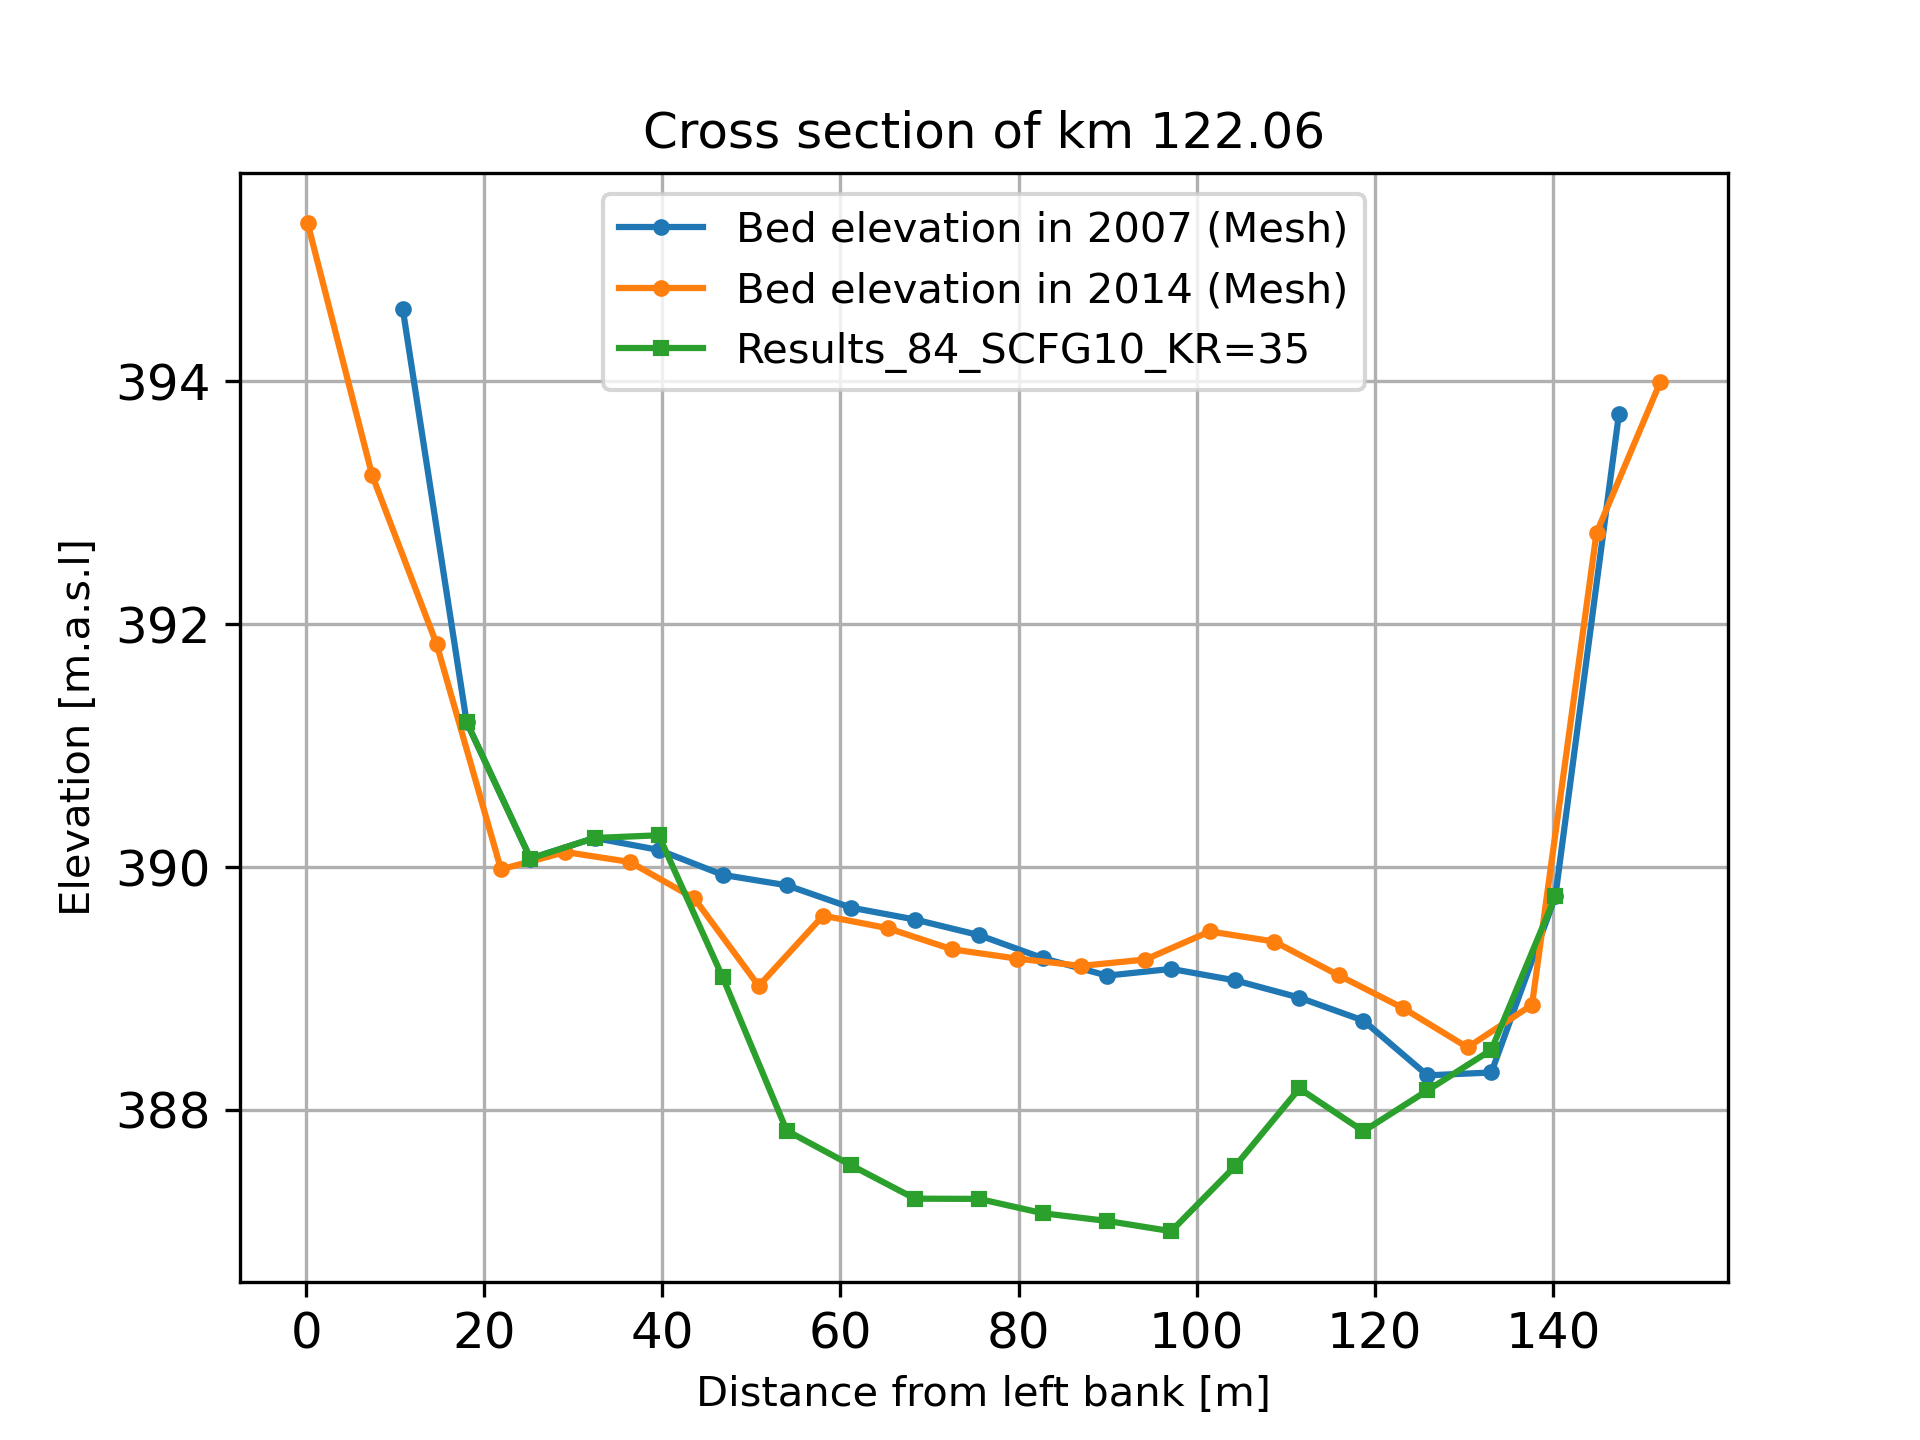 Cross section of km 122.06
Bed elevation in 2007 (Mesh)
Bed elevation in 2014 (Mesh)
Results_84_SCFG10_KR=35
Elevation [m.a.s.l]
394
392
390
388
0 20 40 60 80 100 120 140
Distance from left bank [m]